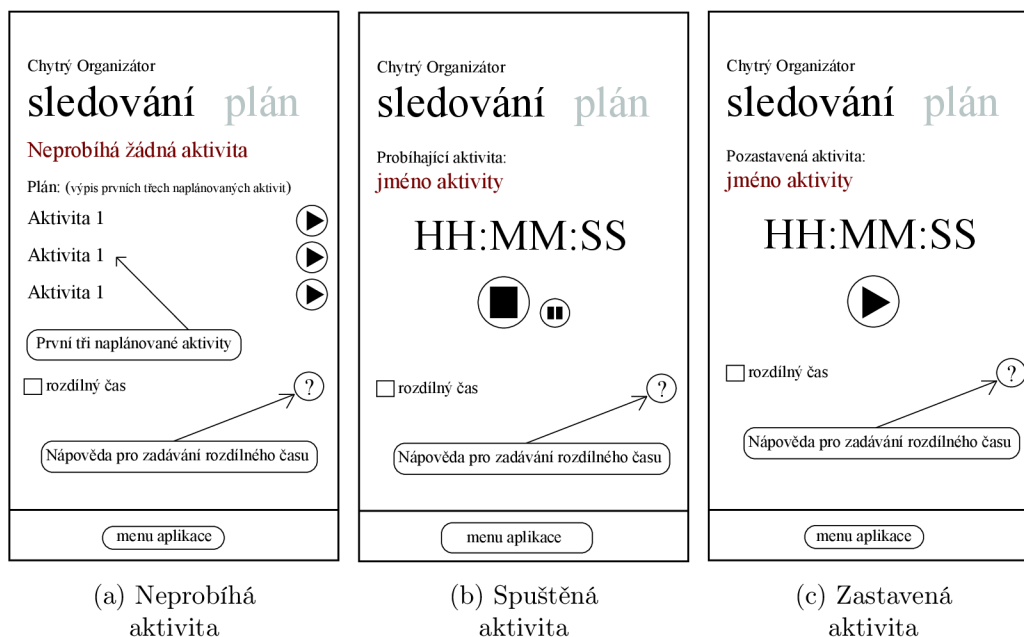 Chytrý Organizátor
sledování plán
Neprobíhá žádná aktivita
Plán: (výpis prvních třech naplánovaných aktivit)
Aktivita 1
Aktivita 1
Aktivita 1
První tři naplánované aktivity
rozdílný čas
?
Nápověda pro zadávání rozdílného času
menu aplikace
(a) Neprobíhá
aktivita
Chytrý Organizátor
sledování plán
Probíhající aktivita:
jméno aktivity
HH:MM:SS
rozdílný čas
?
Nápověda pro zadávání rozdílného času
menu aplikace
(b) Spuštěná
aktivita
Chytrý Organizátor
sledování plán
Pozastavená aktivita:
jméno aktivity
HH:MM:SS
rozdílný čas
?
Nápověda pro zadávání rozdílného času
menu aplikace
(c) Zastavená
aktivita